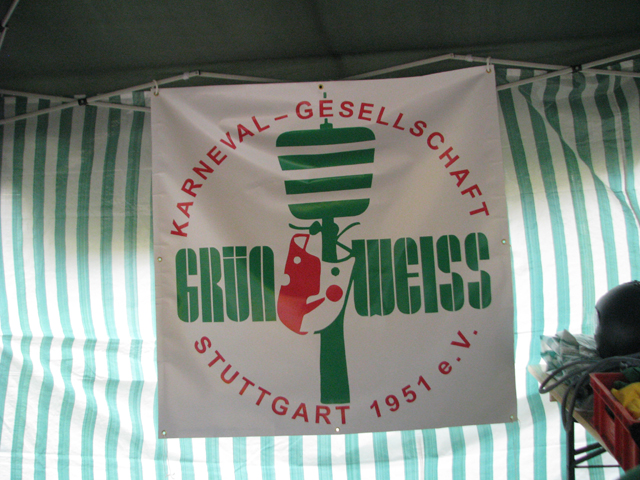 KARNEVAL-GESELLSCHAFT
GRÜN WEISS
STUTTGART 1951 e.V.